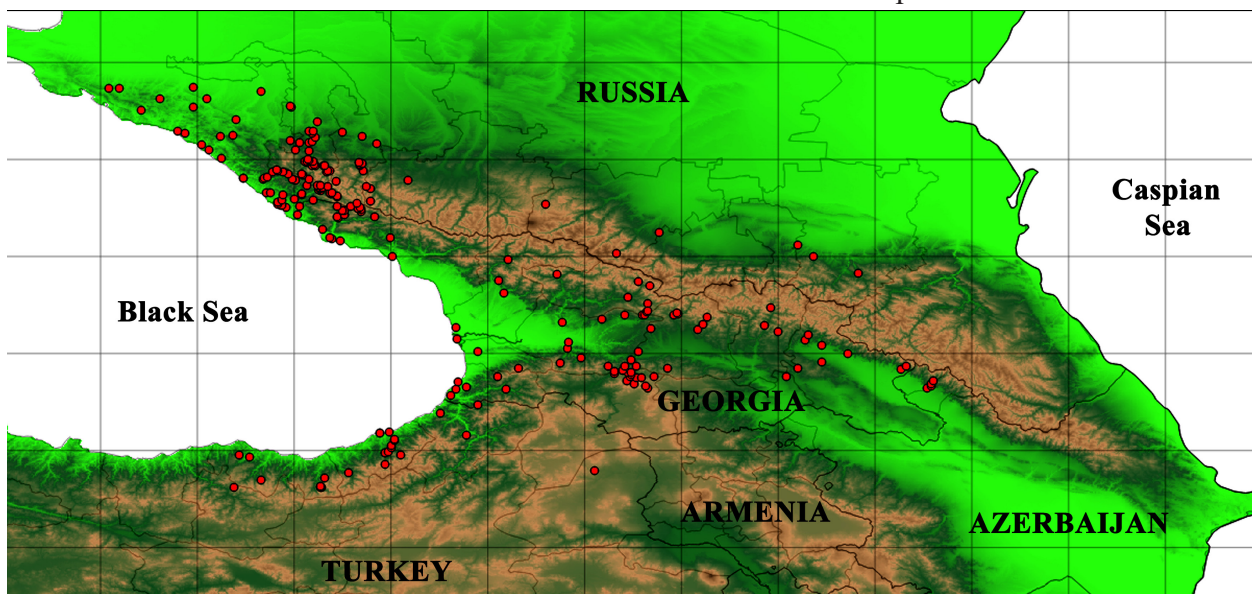 RUSSIA
Caspian
Sea
Black Sea
GEORGIA
ARMENIA
AZERBAIJAN
TURKEY